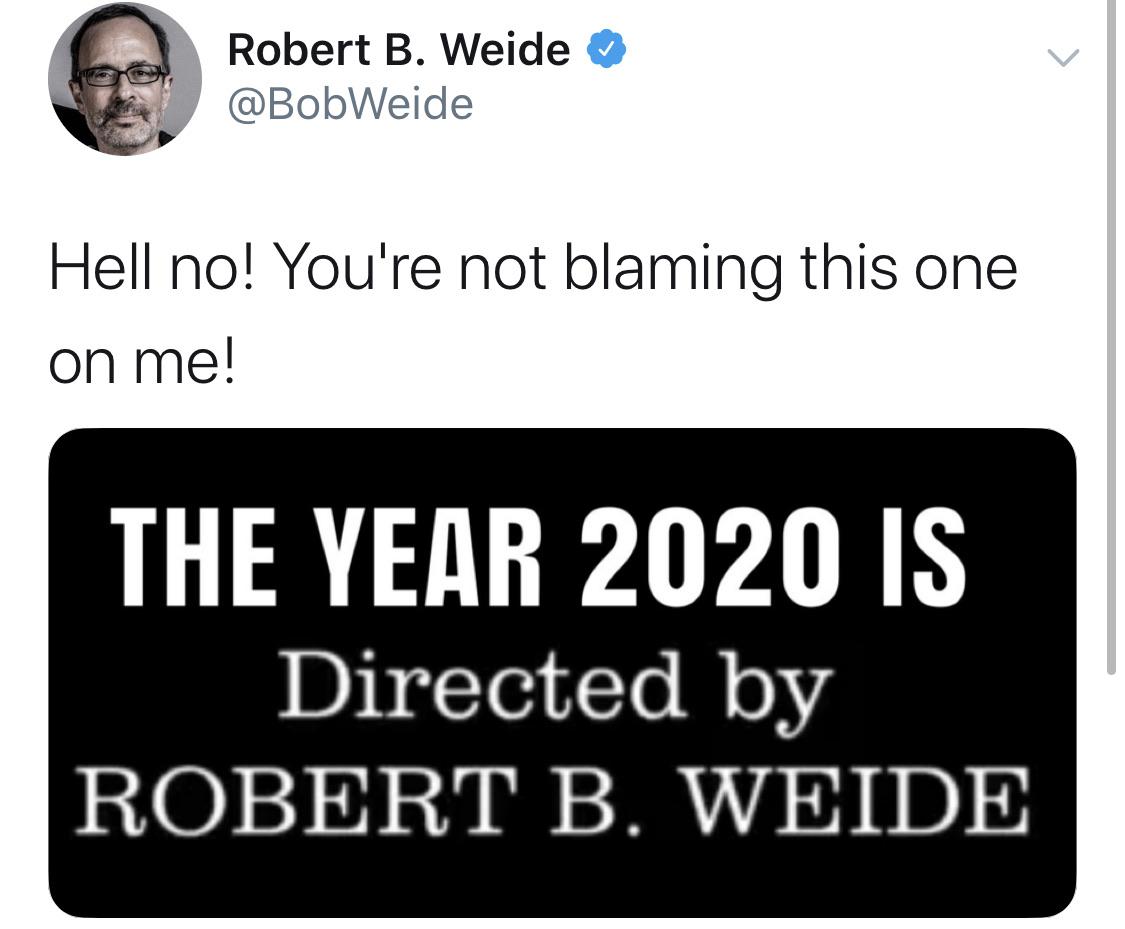 Robert B. Weide
@BobWeide
Hell no! You're not blaming this one
on me!
THE YEAR 2020 IS
Directed by
ROBERT B. WEIDE